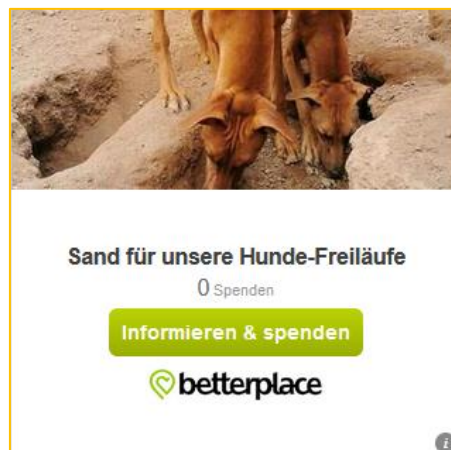 Sand für unsere Hunde-Freiläufe
0 Spenden
Informieren & spenden
betterplace
i